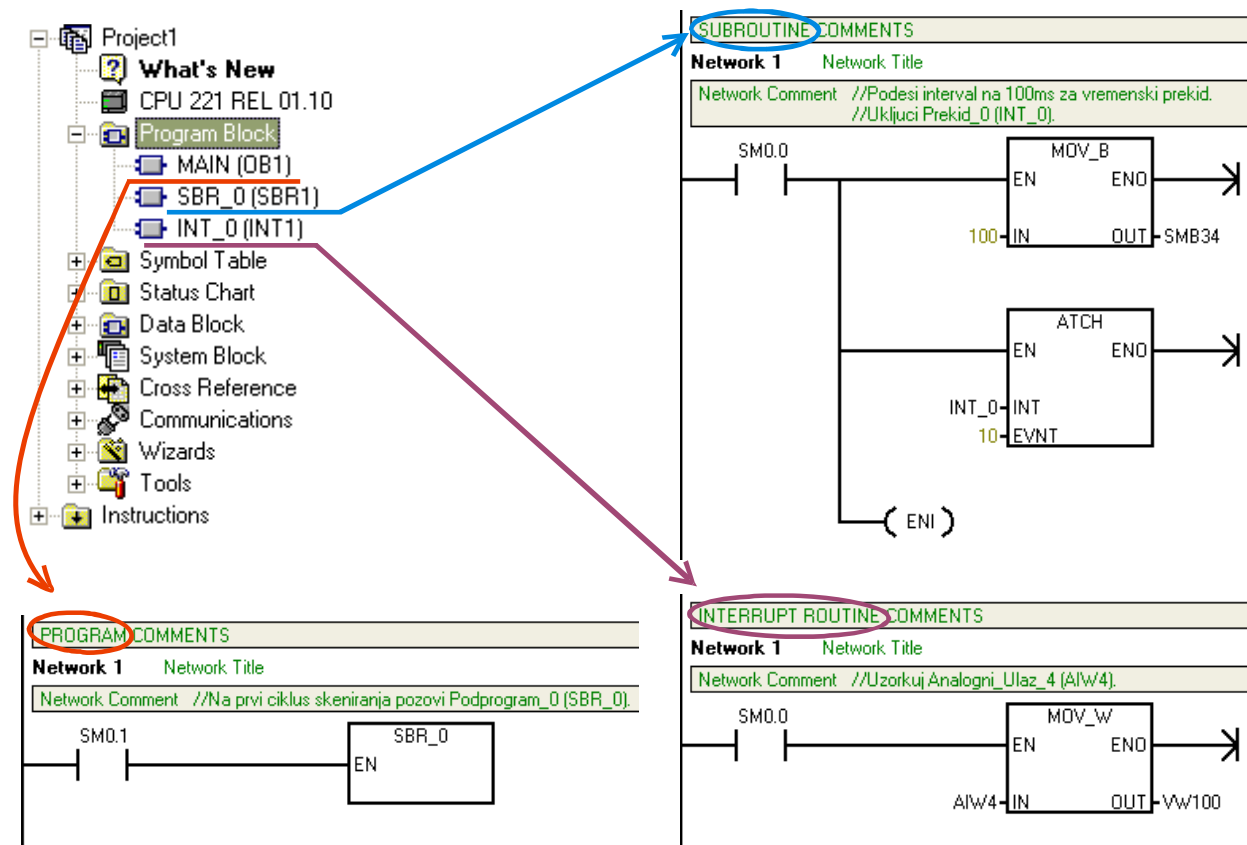 Project1
What's New
CPU 221 REL 01.10
Program Block
MAIN (OB1)
SBR_0 (SBR1)
INT_0 (INT1)
Symbol Table
Status Chart
Data Block
System Block
Cross Reference
Communications
Wizards
Tools
Instructions
SUBROUTINE COMMENTS
Network 1 Network Title
Network Comment //Podesi interval na 100ms za vremenski prekid.
//Ukljuci Prekid_0 (INT_0).
SM0.0 MOV_B
EN ENO
100 IN OUT SMB34
ATCH
EN ENO
INT_0 INT
10 EVNT
ENI
PROGRAM COMMENTS
Network 1 Network Title
Network Comment //Na prvi ciklus skeniranja pozovi Podprogram_0 (SBR_0).
SM0.1 SBR_0
EN
INTERRUPT ROUTINE COMMENTS
Network 1 Network Title
Network Comment //Uzorkuj Analogni_Ulaz_4 (AIW4).
SM0.0 MOV_W
EN ENO
AIW4 IN OUT VW100